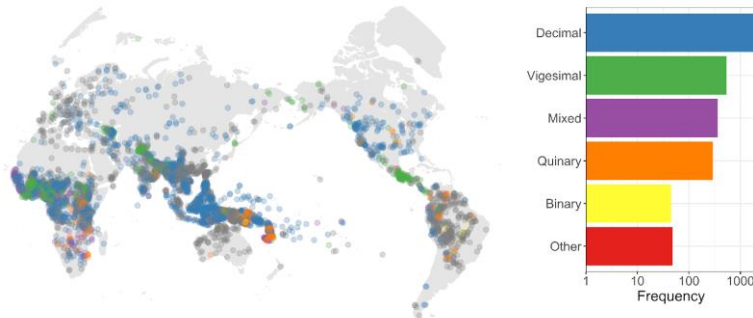 Decimal
Vigesimal
Mixed
Quinary
Binary
Other
1 10 100 1000
Frequency